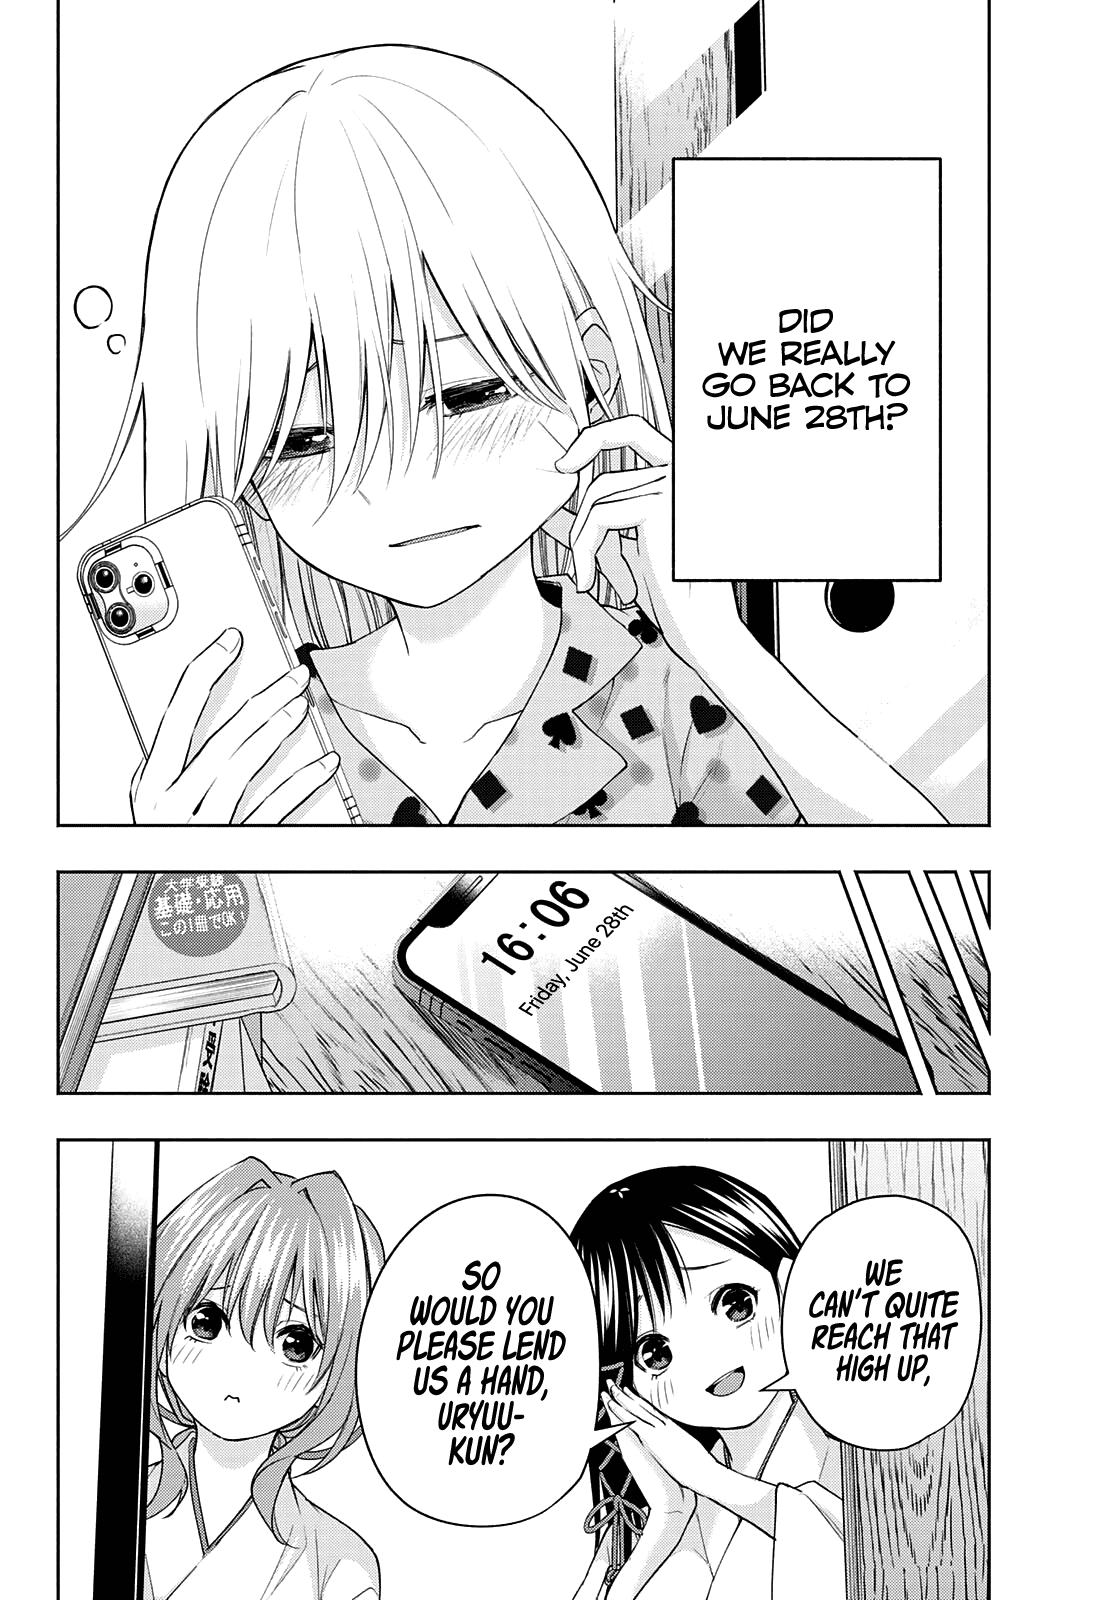 DID
WE REALLY
GO BACK TO
JUNE 28TH?
大学受験
基礎・応用
この1冊でOK!
16:06
Friday, June 28th
WE
CAN'T QUITE
REACH THAT
HIGH UP,
SO
WOULD YOU
PLEASE LEND
US A HAND,
URYUU-
KUN?